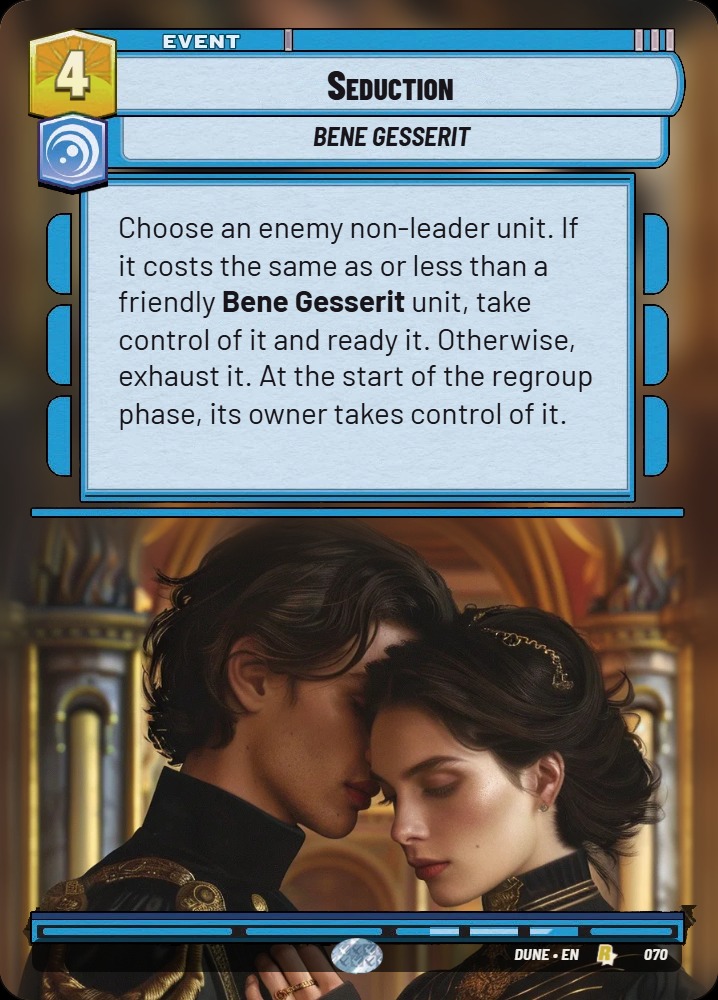 EVENT
4
SEDUCTION
BENE GESSERIT
Choose an enemy non-leader unit. If
it costs the same as or less than a
friendly Bene Gesserit unit, take
control of it and ready it. Otherwise,
exhaust it. At the start of the regroup
phase, its owner takes control of it.
DUNE • EN R 070